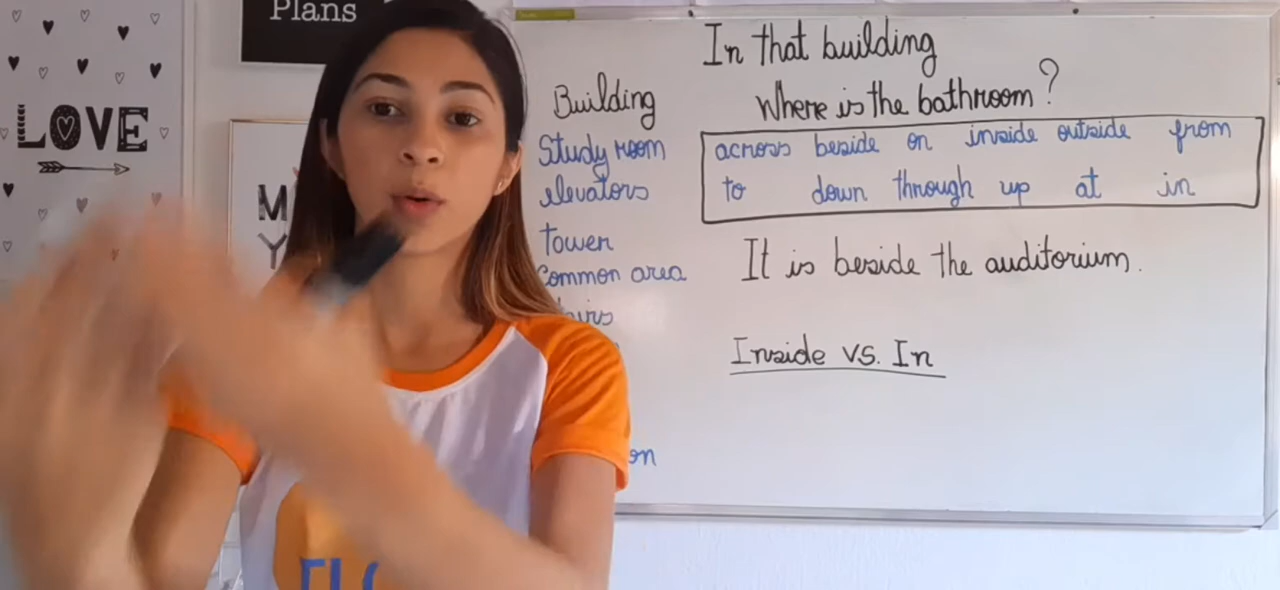 Plans
LOVE
M
Y
Building
Study room
elevators
tower
Common area
In that building
Where is the bathroom?
across beside on inside outside from
to down through up at in
It is beside the auditorium.
Inside vs. In